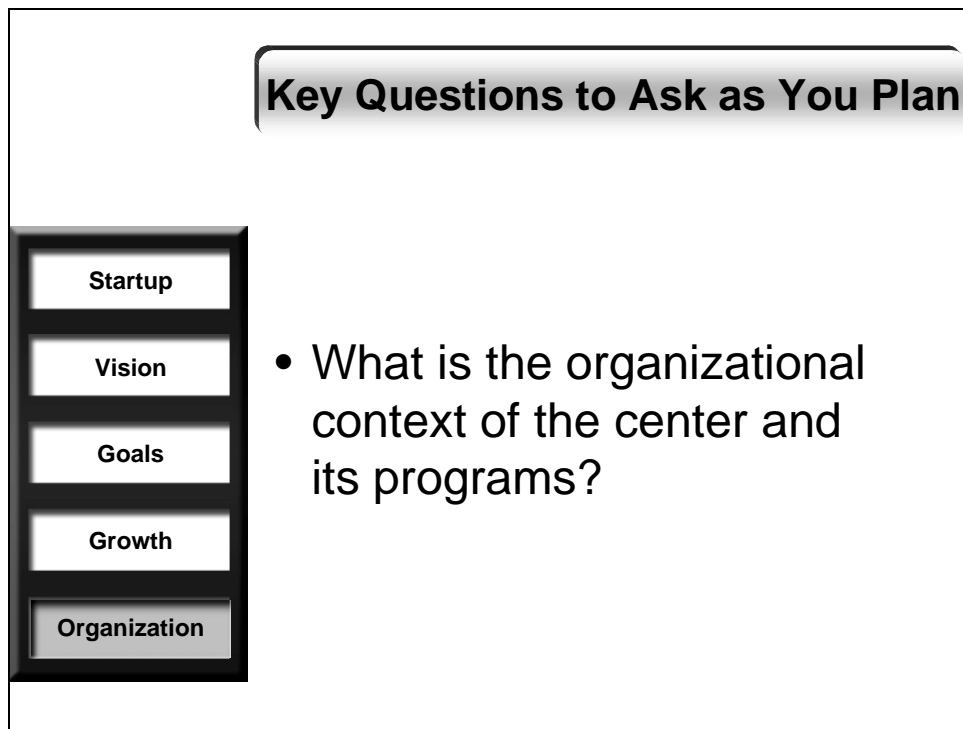 Key Questions to Ask as You Plan
Startup
Vision
Goals
Growth
Organization
• What is the organizational
context of the center and
its programs?